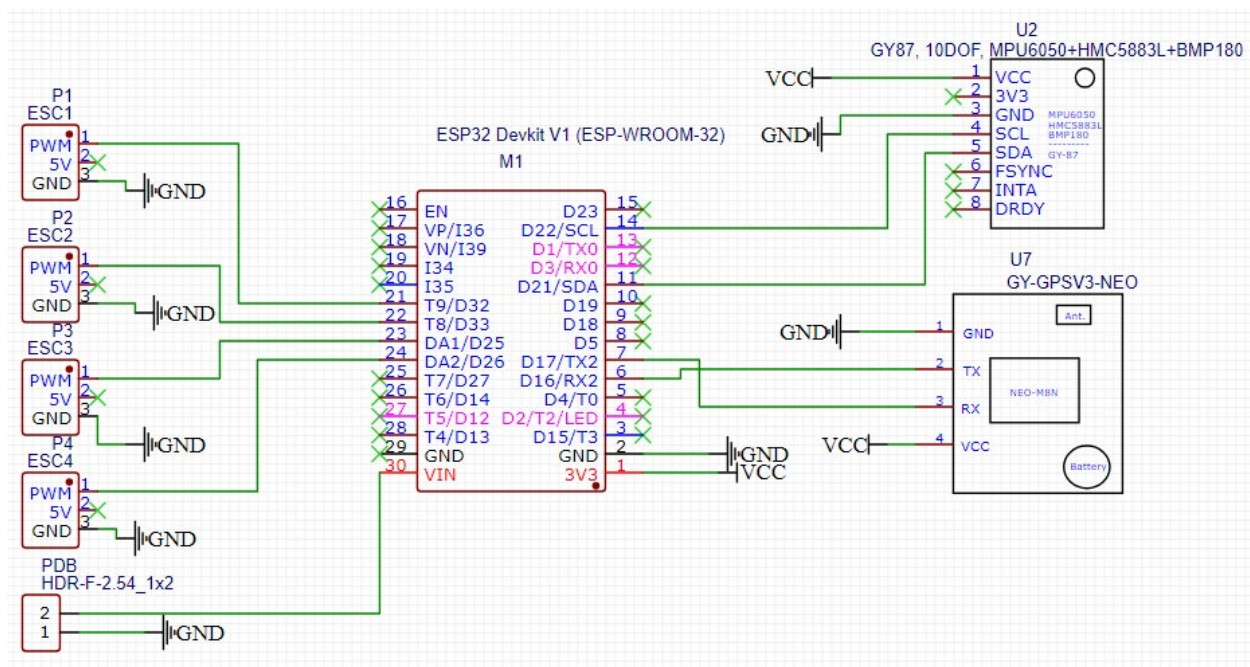 U2
GY87, 10DOF, MPU6050+HMC5883L+BMP180
VCC
1 VCC
2 3V3
GND
3 GND
4 SCL
5 SDA
6 FSYNC
7 INTA
8 DRDY
MPU6050
HMC5883L
BMP180
---------
GY-87
P1
ESC1
PWM 1
5V 2
GND 3
GND
P2
ESC2
PWM 1
5V 2
GND 3
GND
P3
ESC3
PWM 1
5V 2
GND 3
GND
P4
ESC4
PWM 1
5V 2
GND 3
GND
PDB
HDR-F-2.54_1x2
2
1
GND
ESP32 Devkit V1 (ESP-WROOM-32)
M1
16 EN D23 15
17 VP/I36 D22/SCL 14
18 VN/I39 D1/TX0 13
19 I34 D3/RX0 12
20 I35 D21/SDA 11
21 T9/D32 D19 10
22 T8/D33 D18 9
23 DA1/D25 D5 8
24 DA2/D26 D17/TX2 7
25 T7/D27 D16/RX2 6
26 T6/D14 D4/T0 5
27 T5/D12 D2/T2/LED 4
28 T4/D13 D15/T3 3
29 GND GND 2
30 VIN 3V3 1
GND
VCC
U7
GY-GPSV3-NEO
Ant.
GND
1 GND
2 TX
NEO-M8N
3 RX
VCC
4 VCC
Battery